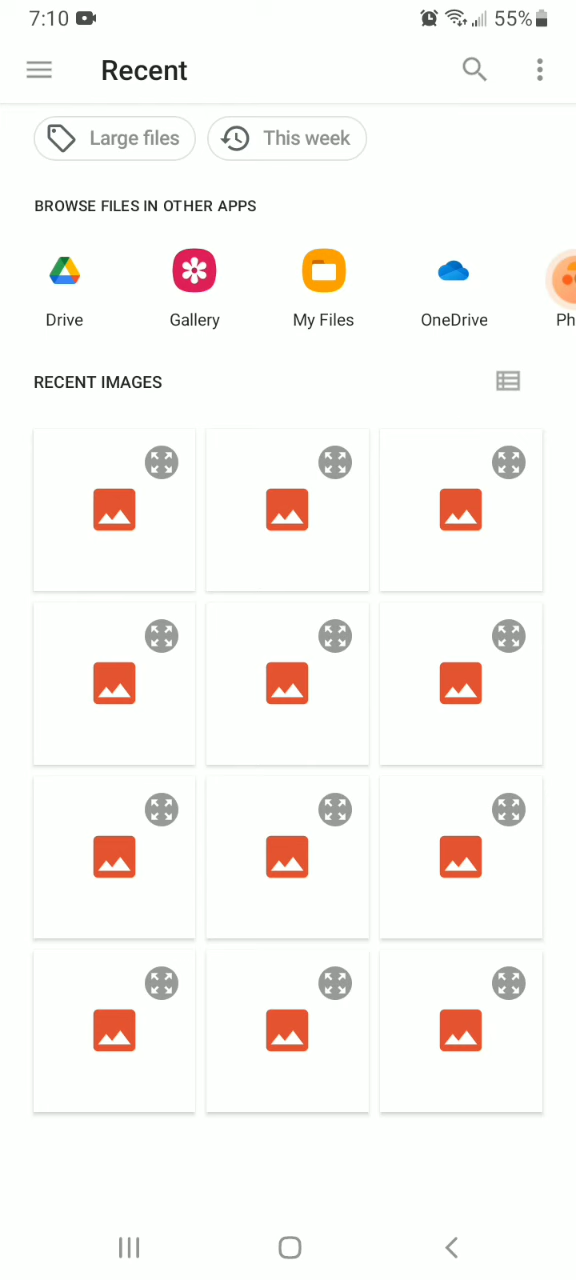 7:10
55%
Recent
Large files
This week
BROWSE FILES IN OTHER APPS
Drive
Gallery
My Files
OneDrive
Ph
RECENT IMAGES